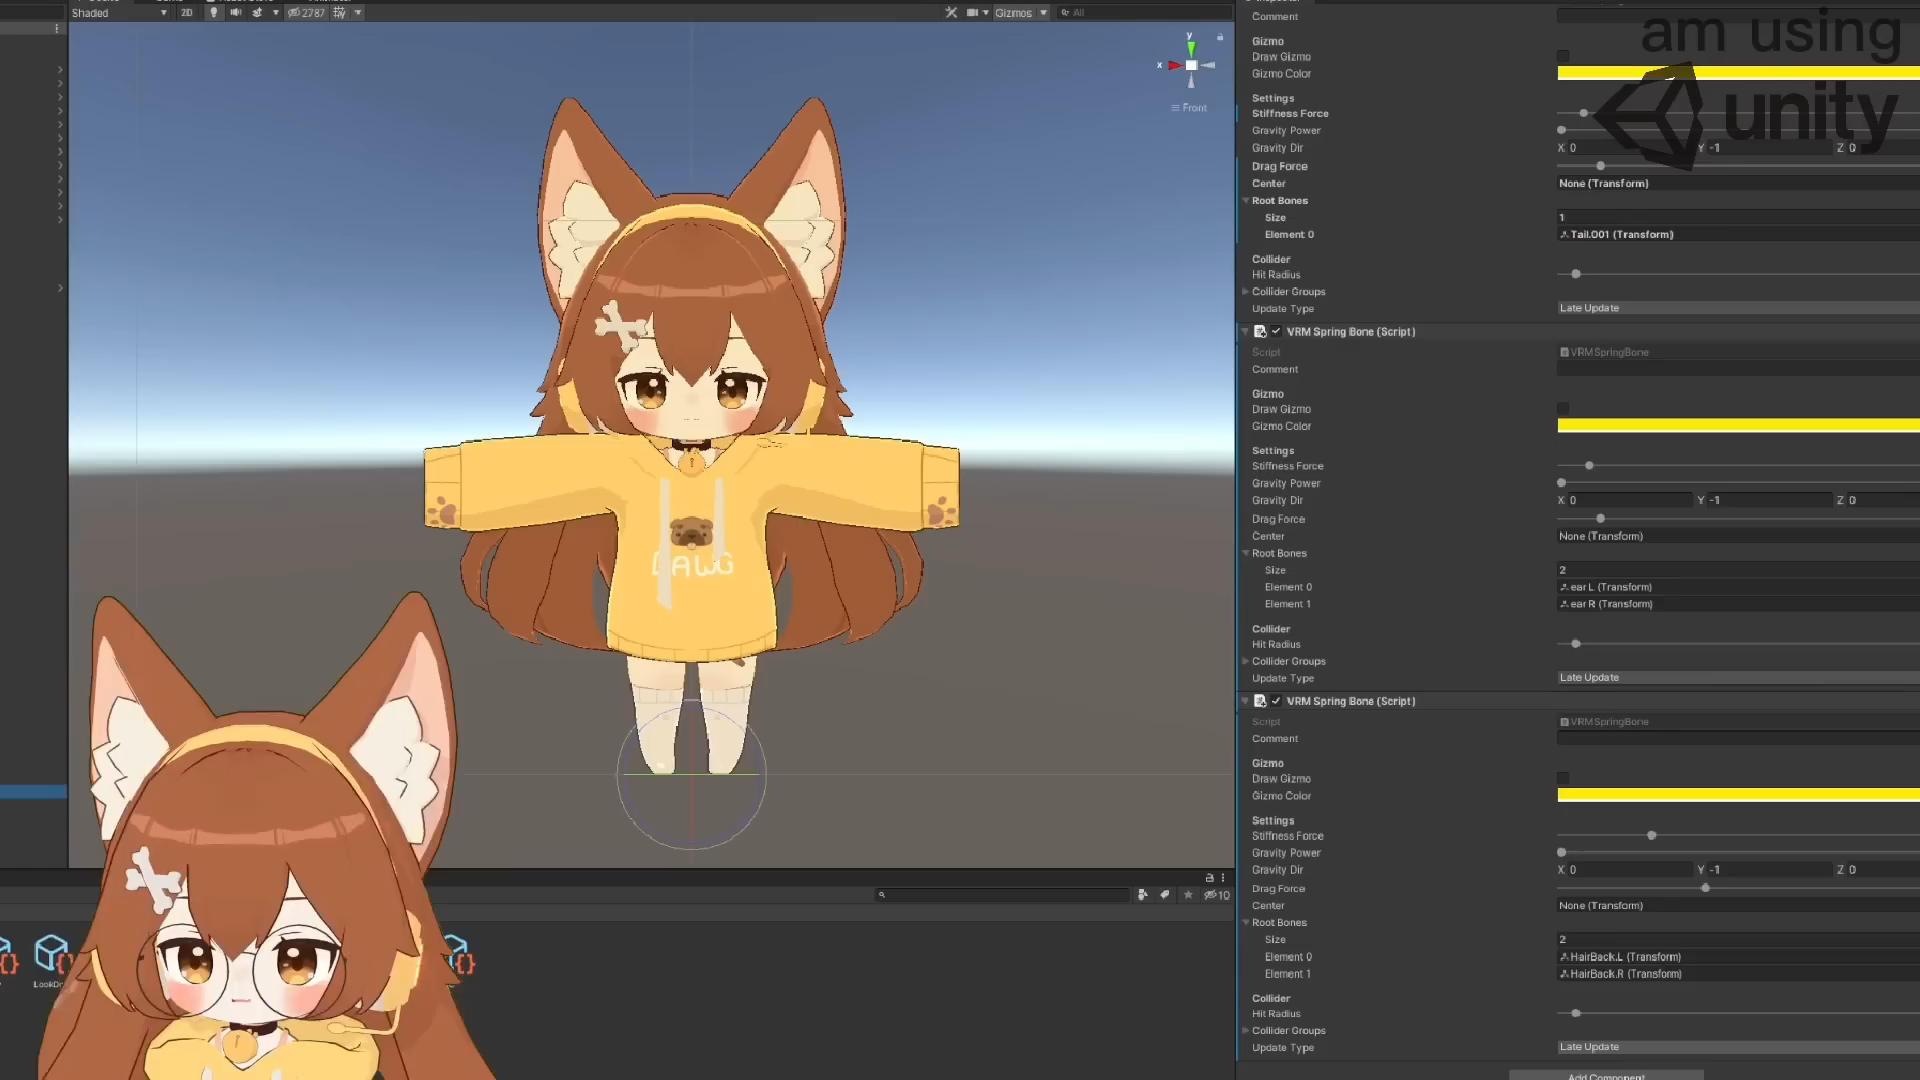 Shaded
2D
2787
Gizmos
All
y
x
Front
DAWG
10
LookD
Comment
Gizmo
Draw Gizmo
Gizmo Color
Settings
Stiffness Force
Gravity Power
Gravity Dir X 0 Y -1 Z 0
Drag Force
Center None (Transform)
Root Bones
Size 1
Element 0 Tail.001 (Transform)
Collider
Hit Radius
Collider Groups
Update Type Late Update
VRM Spring Bone (Script)
Script VRMSpringBone
Comment
Gizmo
Draw Gizmo
Gizmo Color
Settings
Stiffness Force
Gravity Power
Gravity Dir X 0 Y -1 Z 0
Drag Force
Center None (Transform)
Root Bones
Size 2
Element 0 ear L (Transform)
Element 1 ear R (Transform)
Collider
Hit Radius
Collider Groups
Update Type Late Update
VRM Spring Bone (Script)
Script VRMSpringBone
Comment
Gizmo
Draw Gizmo
Gizmo Color
Settings
Stiffness Force
Gravity Power
Gravity Dir X 0 Y -1 Z 0
Drag Force
Center None (Transform)
Root Bones
Size 2
Element 0 HairBack.L (Transform)
Element 1 HairBack.R (Transform)
Collider
Hit Radius
Collider Groups
Update Type Late Update
Add Component
am using
unity